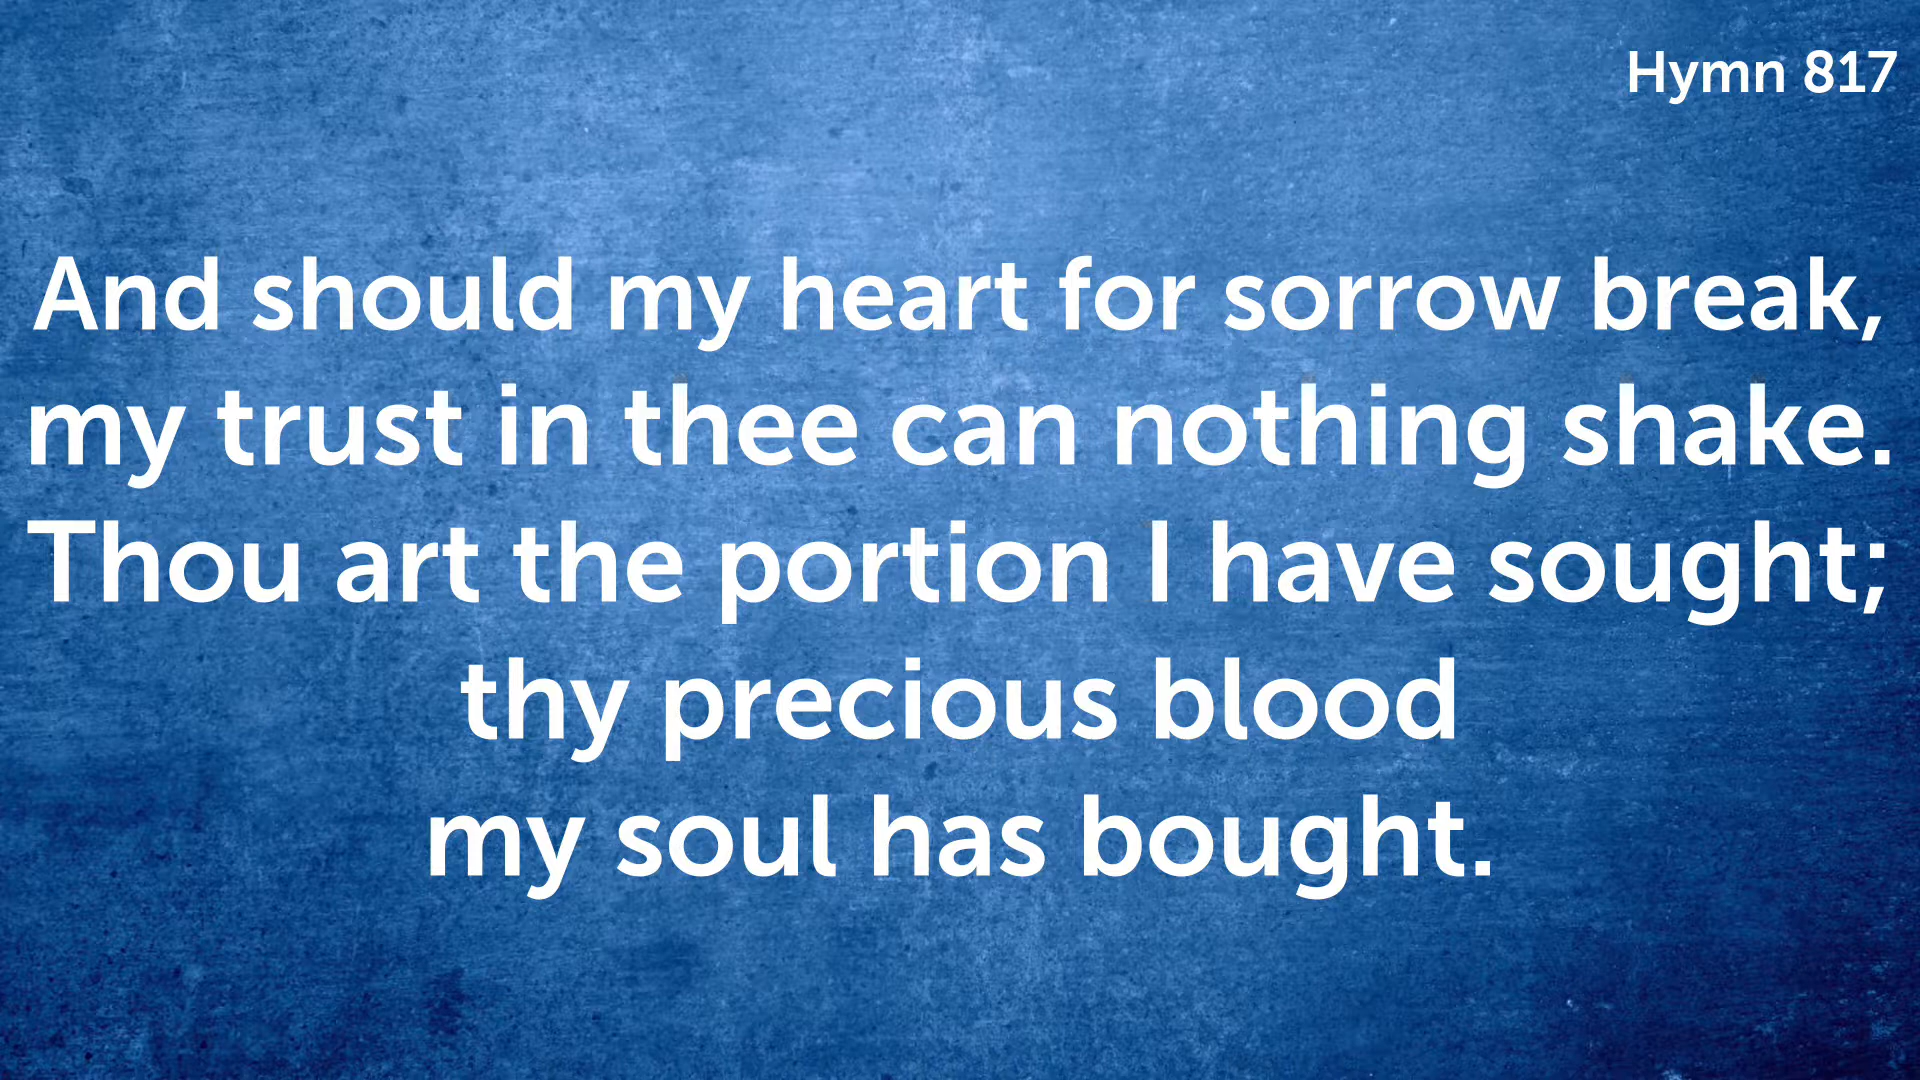 Hymn 817
And should my heart for sorrow break,
my trust in thee can nothing shake.
Thou art the portion I have sought;
thy precious blood
my soul has bought.